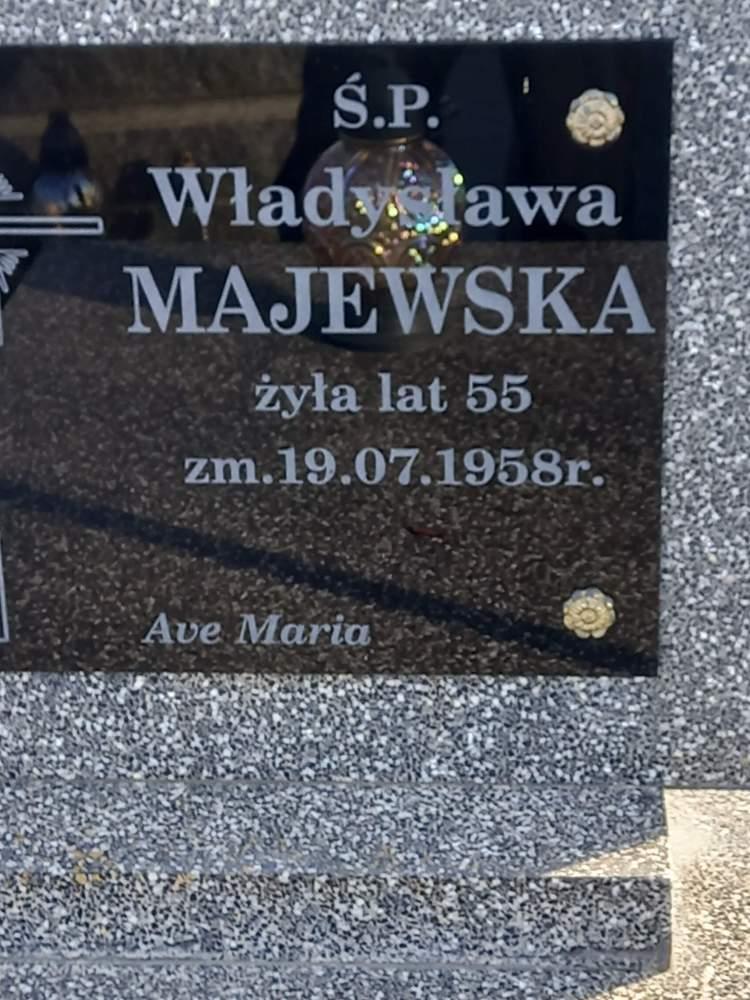 Ś.P.
Władysława
MAJEWSKA
żyła lat 55
zm.19.07.1958r.
Ave Maria